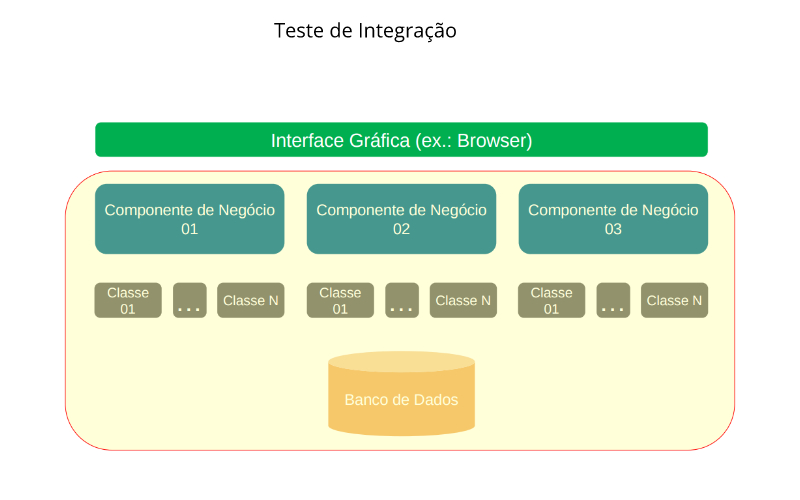 Teste de Integração
Interface Gráfica (ex.: Browser)
Componente de Negócio
01
Componente de Negócio
02
Componente de Negócio
03
Classe
01
...
Classe N
Classe
01
...
Classe N
Classe
01
...
Classe N
Banco de Dados